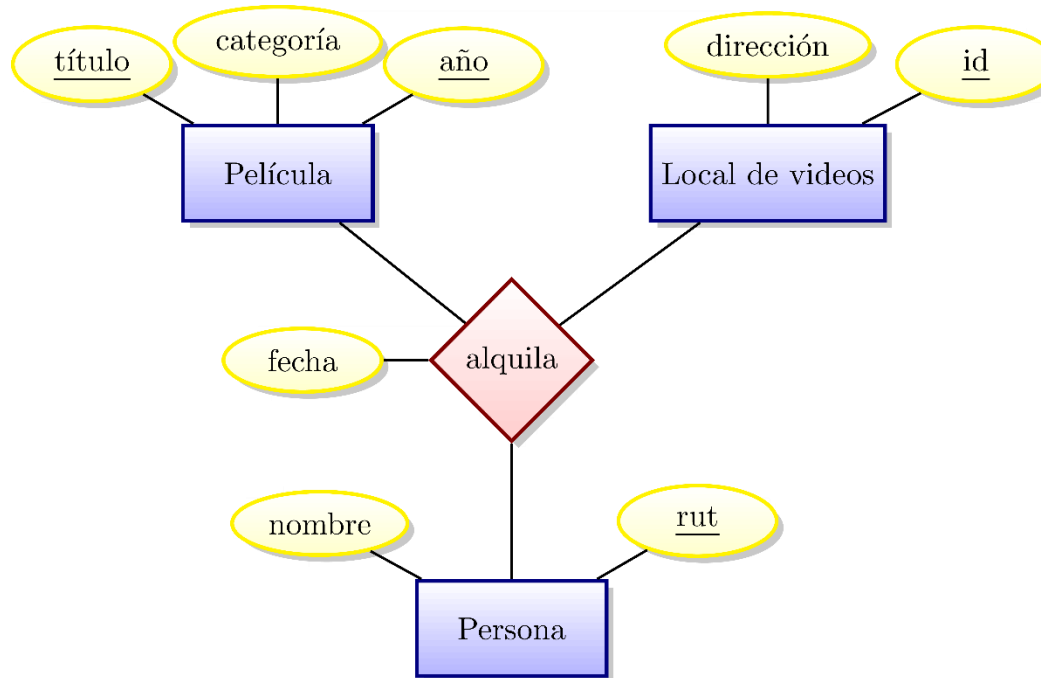 título
categoría
año
dirección
id
Película
Local de videos
fecha
alquila
nombre
rut
Persona